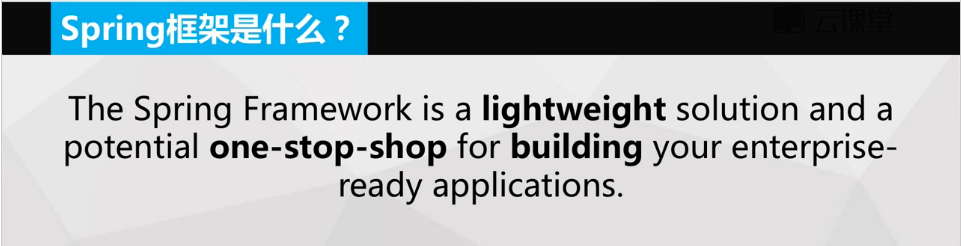 Spring框架是什么？
云课堂
The Spring Framework is a lightweight solution and a
potential one-stop-shop for building your enterprise-
ready applications.